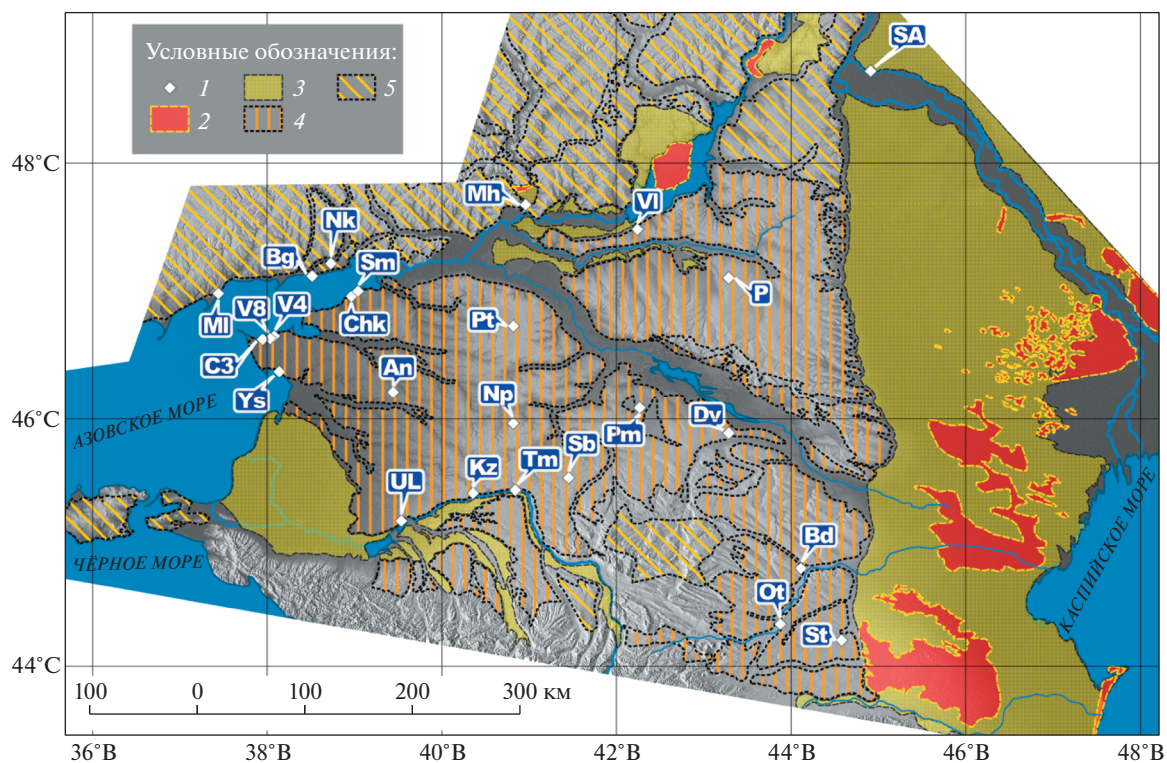 Условные обозначения:
1 3 5
2 4
SA
48°С
Mh
Vl
Nk
Bg
Sm
P
V8 V4
Ml
Chk
Pt
C3
An
Ys
Np
46°С
АЗОВСКОЕ МОРЕ
Pm
Dv
Sb
Tm
Kz
UL
Bd
ЧЁРНОЕ МОРЕ
КАСПИЙСКОЕ МОРЕ
Ot
St
44°С
100 0 100 200 300 км
36°В 38°В 40°В 42°В 44°В 46°В 48°В